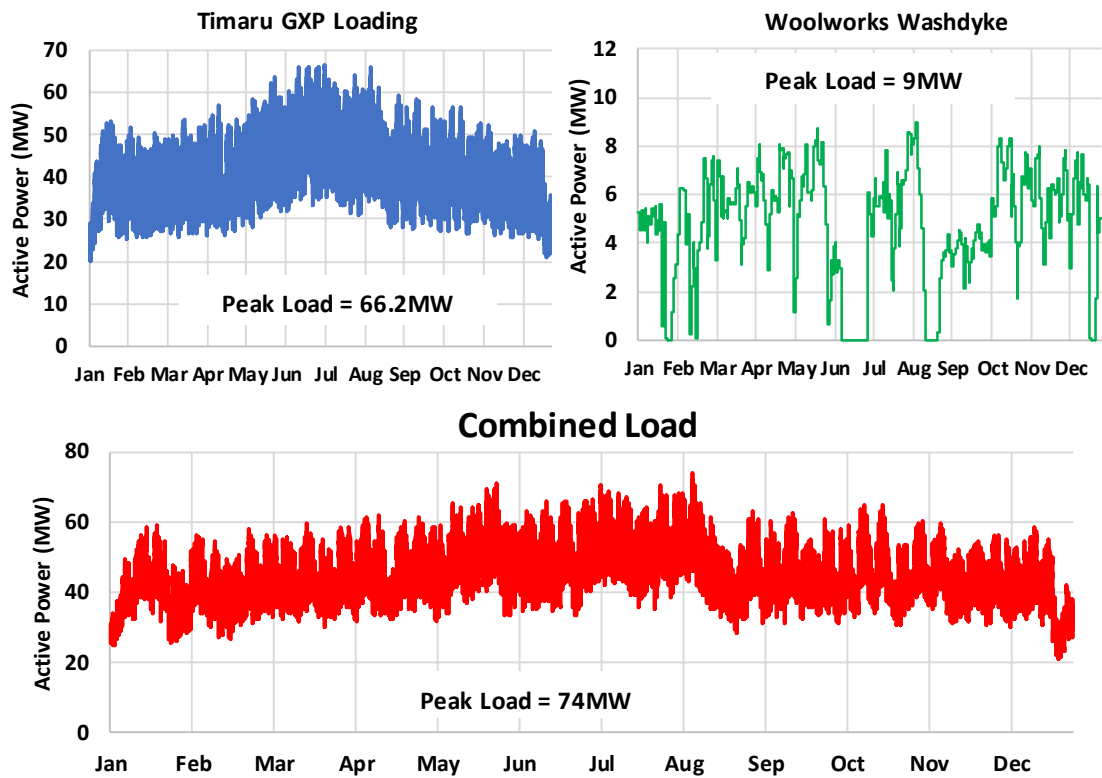 Timaru GXP Loading
Active Power (MW)
70
60
50
40
30
20
10
0
Peak Load = 66.2MW
Jan Feb Mar Apr May Jun Jul Aug Sep Oct Nov Dec
Woolworks Washdyke
Active Power (MW)
12
10
8
6
4
2
0
Peak Load = 9MW
Jan Feb Mar Apr May Jun Jul Aug Sep Oct Nov Dec
Combined Load
Active Power (MW)
80
60
40
20
0
Peak Load = 74MW
Jan Feb Mar Apr May Jun Jul Aug Sep Oct Nov Dec